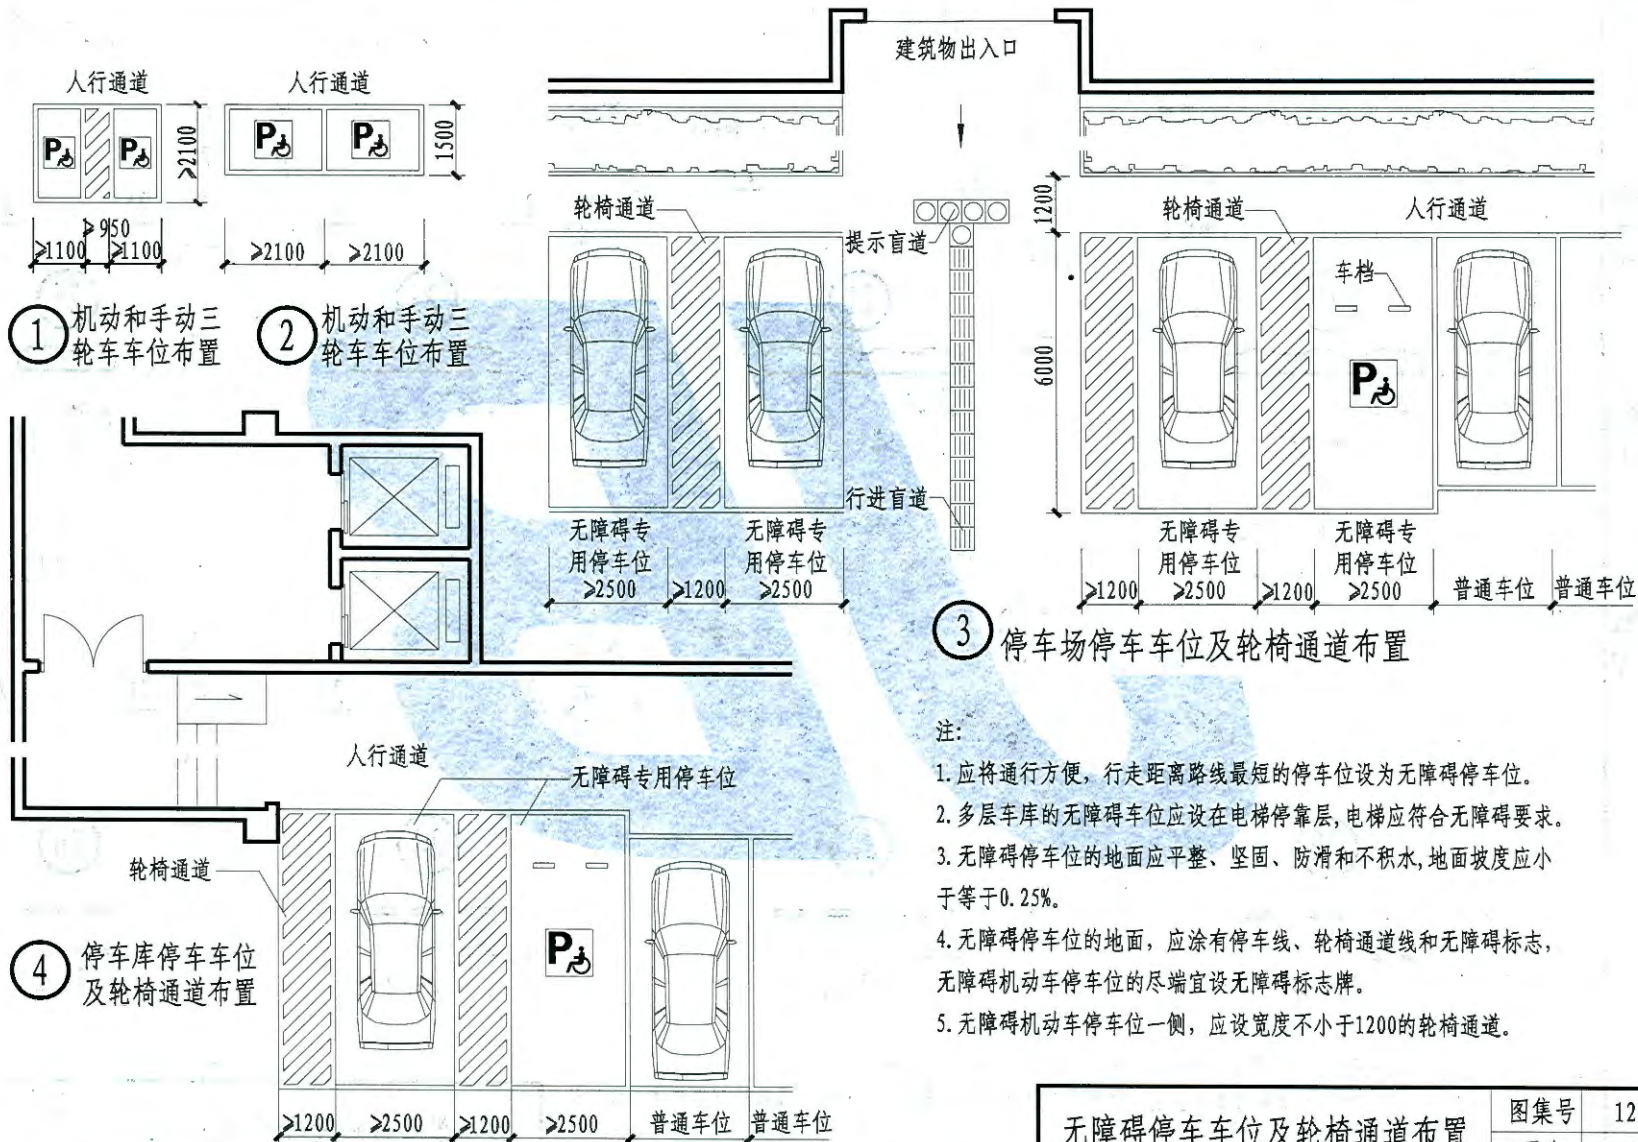 人行通道
P
P
≥2100
≥950
≥1100
≥1100
1 机动和手动三
轮车车位布置
人行通道
P
P
1500
≥2100
≥2100
2 机动和手动三
轮车车位布置
建筑物出入口
轮椅通道
提示盲道
行进盲道
无障碍专
用停车位
无障碍专
用停车位
≥2500
≥1200
≥2500
1200
轮椅通道
人行通道
车档
6000
P
无障碍专
用停车位
无障碍专
用停车位
≥1200
≥2500
≥1200
≥2500
普通车位
普通车位
3 停车场停车车位及轮椅通道布置
人行通道
无障碍专用停车位
轮椅通道
P
4 停车库停车车位
及轮椅通道布置
≥1200
≥2500
≥1200
≥2500
普通车位
普通车位
注:
1. 应将通行方便，行走距离路线最短的停车位设为无障碍停车位。
2. 多层车库的无障碍车位应设在电梯停靠层,电梯应符合无障碍要求。
3. 无障碍停车位的地面应平整、坚固、防滑和不积水,地面坡度应小
于等于0.25%。
4. 无障碍停车位的地面，应涂有停车线、轮椅通道线和无障碍标志，
无障碍机动车停车位的尽端宜设无障碍标志牌。
5. 无障碍机动车停车位一侧，应设宽度不小于1200的轮椅通道。
无障碍停车车位及轮椅通道布置
图集号
12